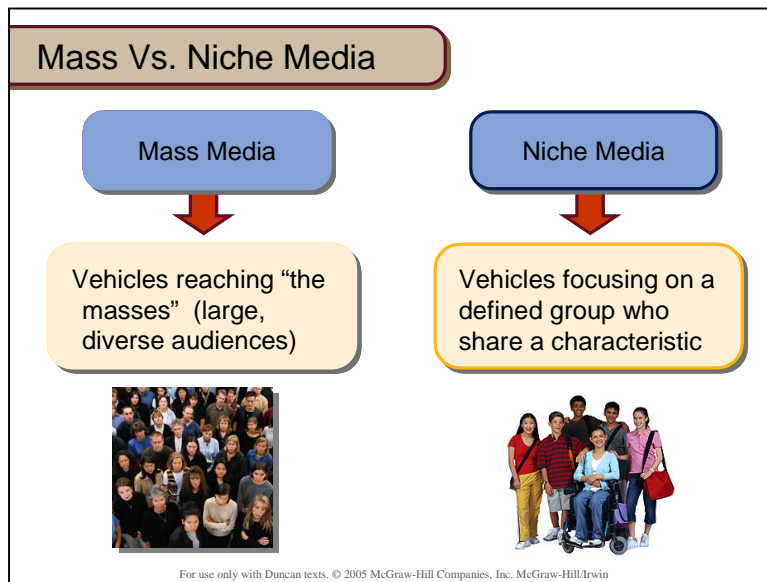 Mass Vs. Niche Media
Mass Media
Niche Media
Vehicles reaching “the
masses” (large,
diverse audiences)
Vehicles focusing on a
defined group who
share a characteristic
For use only with Duncan texts. © 2005 McGraw-Hill Companies, Inc. McGraw-Hill/Irwin